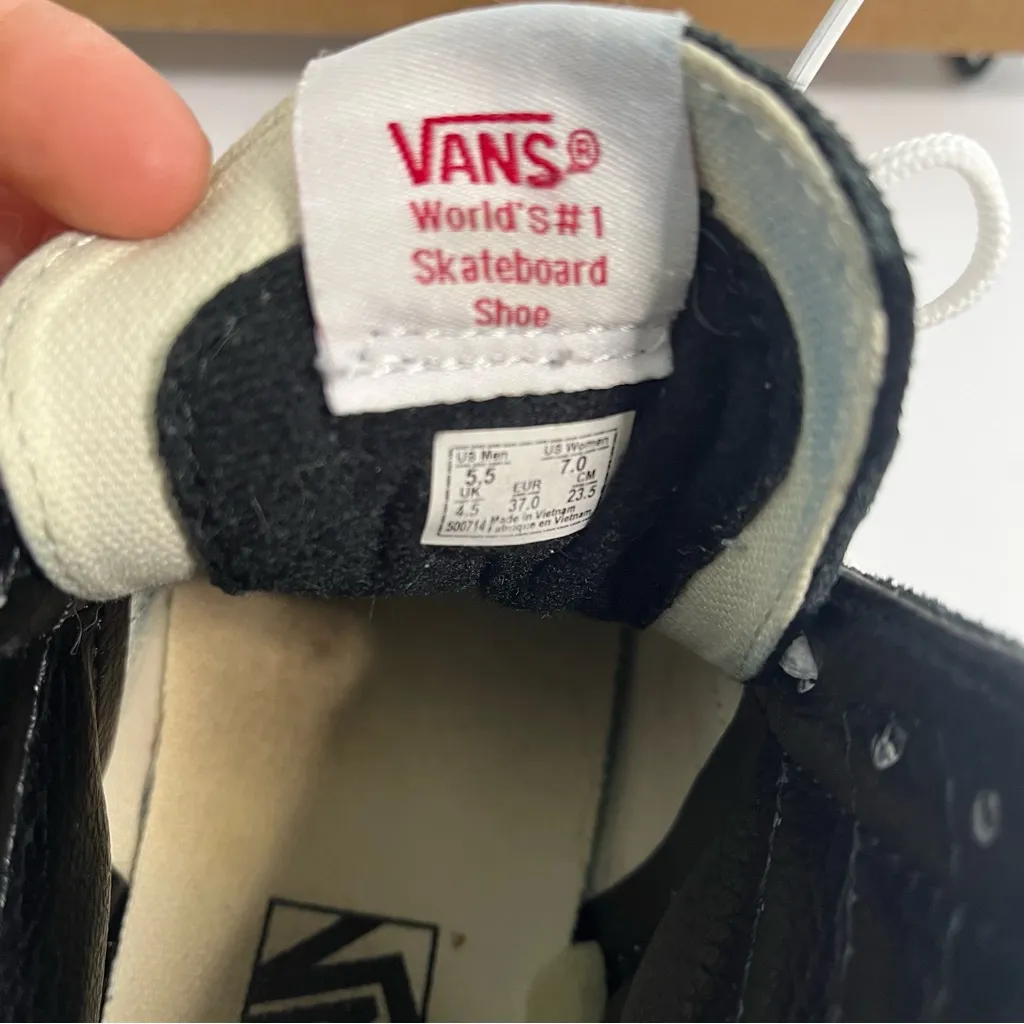 VANS®
World's#1
Skateboard
Shoe
US Men US Women
5.5 7.0
UK EUR CM
4.5 37.0 23.5
500714 Made in Vietnam
Fabrique en Vietnam